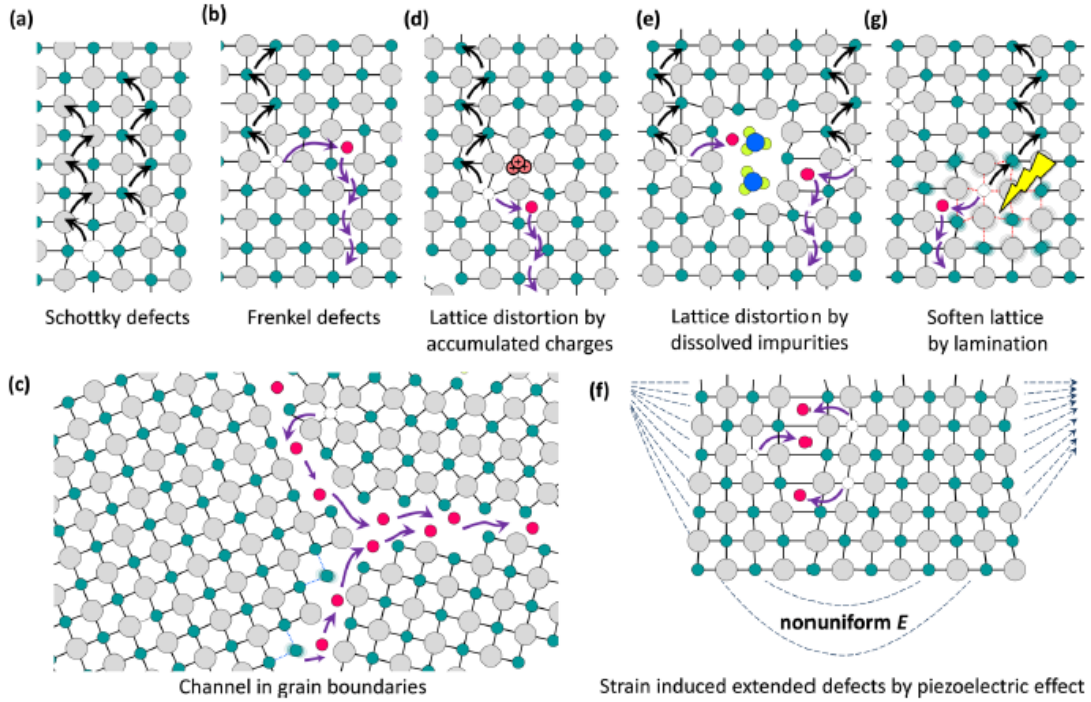 (a)
(b)
(d)
(e)
(g)
Schottky defects
Frenkel defects
Lattice distortion by
accumulated charges
Lattice distortion by
dissolved impurities
Soften lattice
by lamination
(c)
(f)
nonuniform E
Channel in grain boundaries
Strain induced extended defects by piezoelectric effect